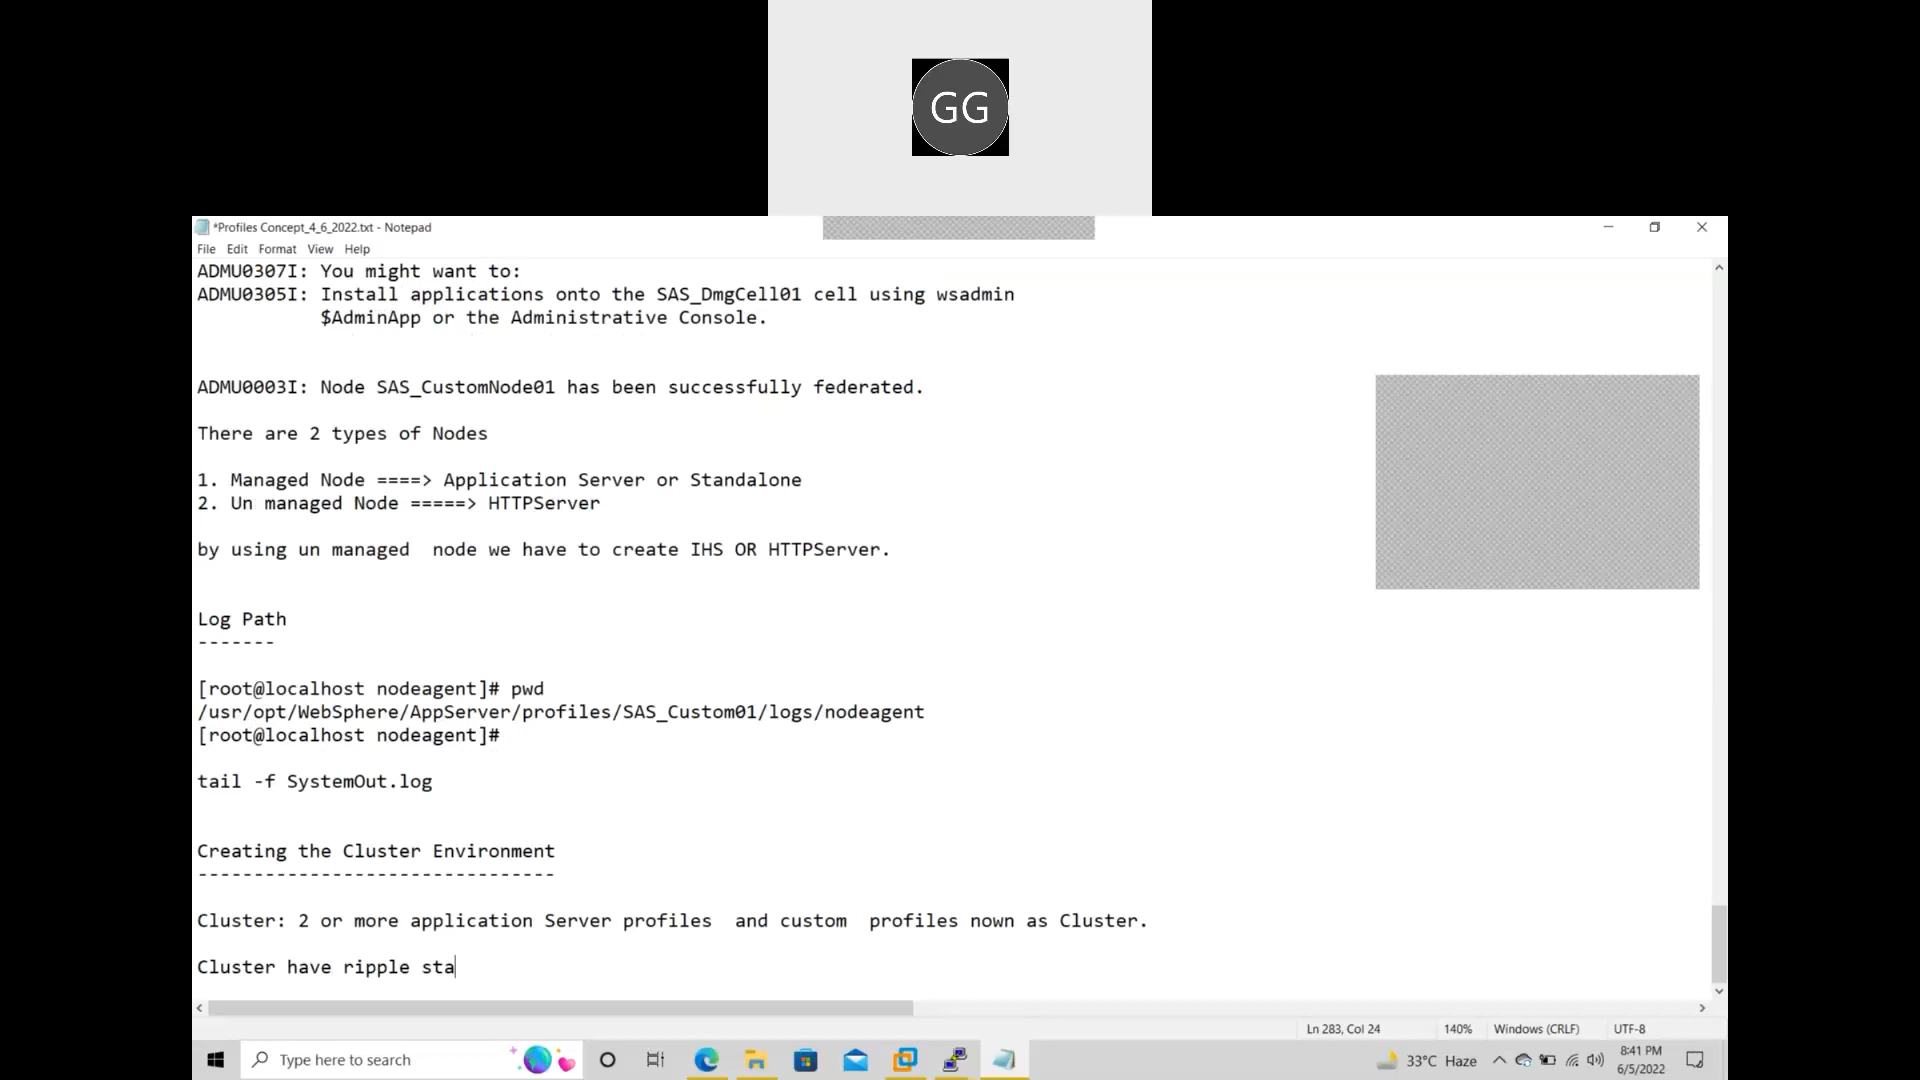 GG
*Profiles Concept_4_6_2022.txt - Notepad
File Edit Format View Help
ADMU0307I: You might want to:
ADMU0305I: Install applications onto the SAS_DmgCell01 cell using wsadmin
$AdminApp or the Administrative Console.
ADMU0003I: Node SAS_CustomNode01 has been successfully federated.
There are 2 types of Nodes
1. Managed Node ====> Application Server or Standalone
2. Un managed Node =====> HTTPServer
by using un managed  node we have to create IHS OR HTTPServer.
Log Path
-------
[root@localhost nodeagent]# pwd
/usr/opt/WebSphere/AppServer/profiles/SAS_Custom01/logs/nodeagent
[root@localhost nodeagent]#
tail -f SystemOut.log
Creating the Cluster Environment
--------------------------------
Cluster: 2 or more application Server profiles  and custom  profiles nown as Cluster.
Cluster have ripple sta
Ln 283, Col 24 140% Windows (CRLF) UTF-8
Type here to search 33°C Haze 8:41 PM
6/5/2022